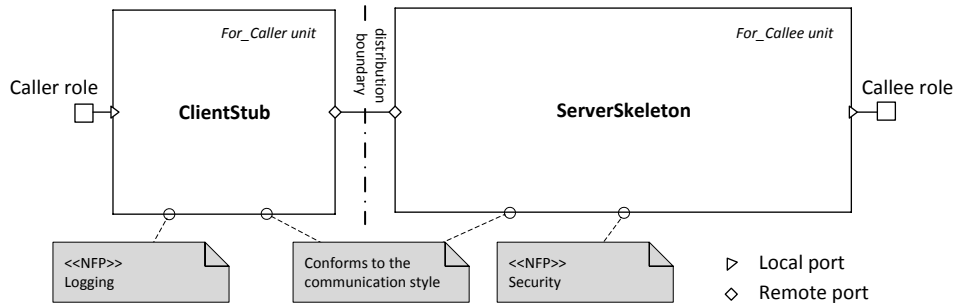 For_Caller unit
distribution
boundary
For_Callee unit
Caller role
ClientStub
ServerSkeleton
Callee role
<<NFP>>
Logging
Conforms to the
communication style
<<NFP>>
Security
Local port
Remote port